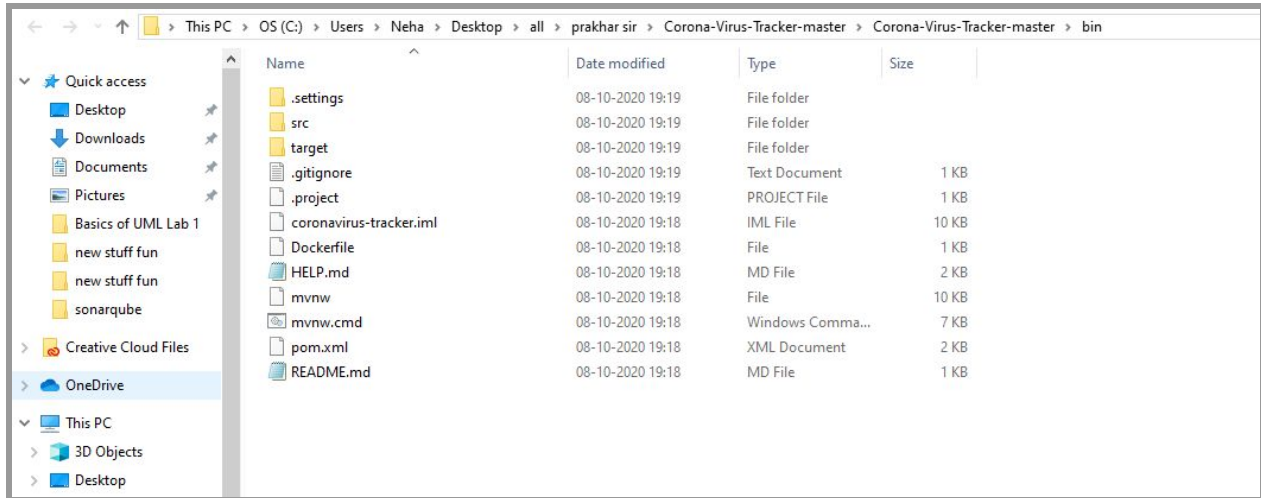 This PC > OS (C:) > Users > Neha > Desktop > all > prakhar sir > Corona-Virus-Tracker-master > Corona-Virus-Tracker-master > bin
Name Date modified Type Size
Quick access
Desktop
Downloads
Documents
Pictures
Basics of UML Lab 1
new stuff fun
new stuff fun
sonarqube
Creative Cloud Files
OneDrive
This PC
3D Objects
Desktop
.settings 08-10-2020 19:19 File folder
src 08-10-2020 19:19 File folder
target 08-10-2020 19:19 File folder
.gitignore 08-10-2020 19:19 Text Document 1 KB
.project 08-10-2020 19:19 PROJECT File 1 KB
coronavirus-tracker.iml 08-10-2020 19:18 IML File 10 KB
Dockerfile 08-10-2020 19:18 File 1 KB
HELP.md 08-10-2020 19:18 MD File 2 KB
mvnw 08-10-2020 19:18 File 10 KB
mvnw.cmd 08-10-2020 19:18 Windows Comma... 7 KB
pom.xml 08-10-2020 19:18 XML Document 2 KB
README.md 08-10-2020 19:18 MD File 1 KB